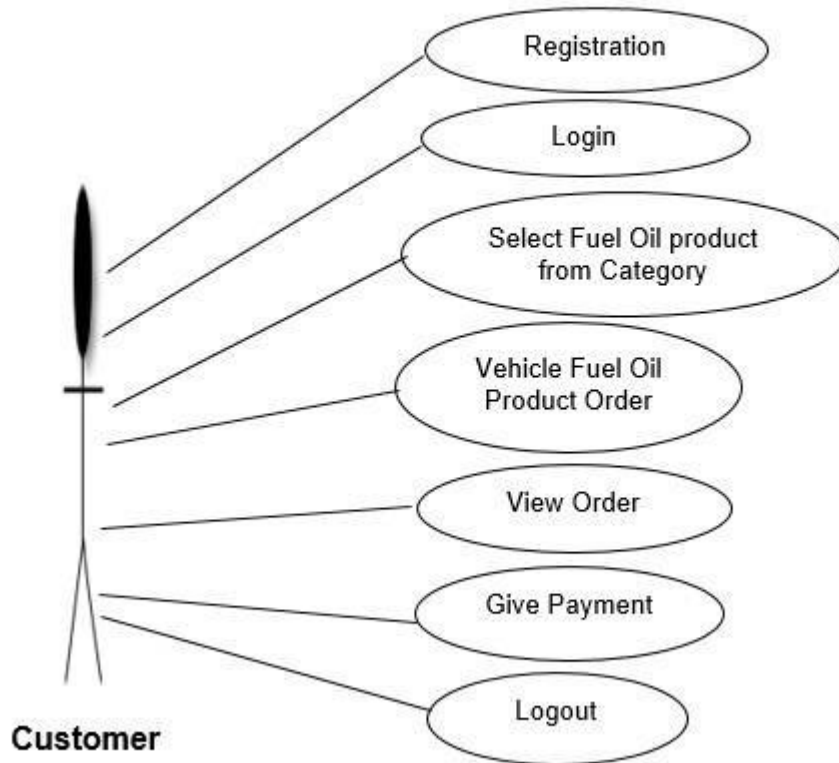 Registration
Login
Select Fuel Oil product
from Category
Vehicle Fuel Oil
Product Order
View Order
Give Payment
Logout
Customer